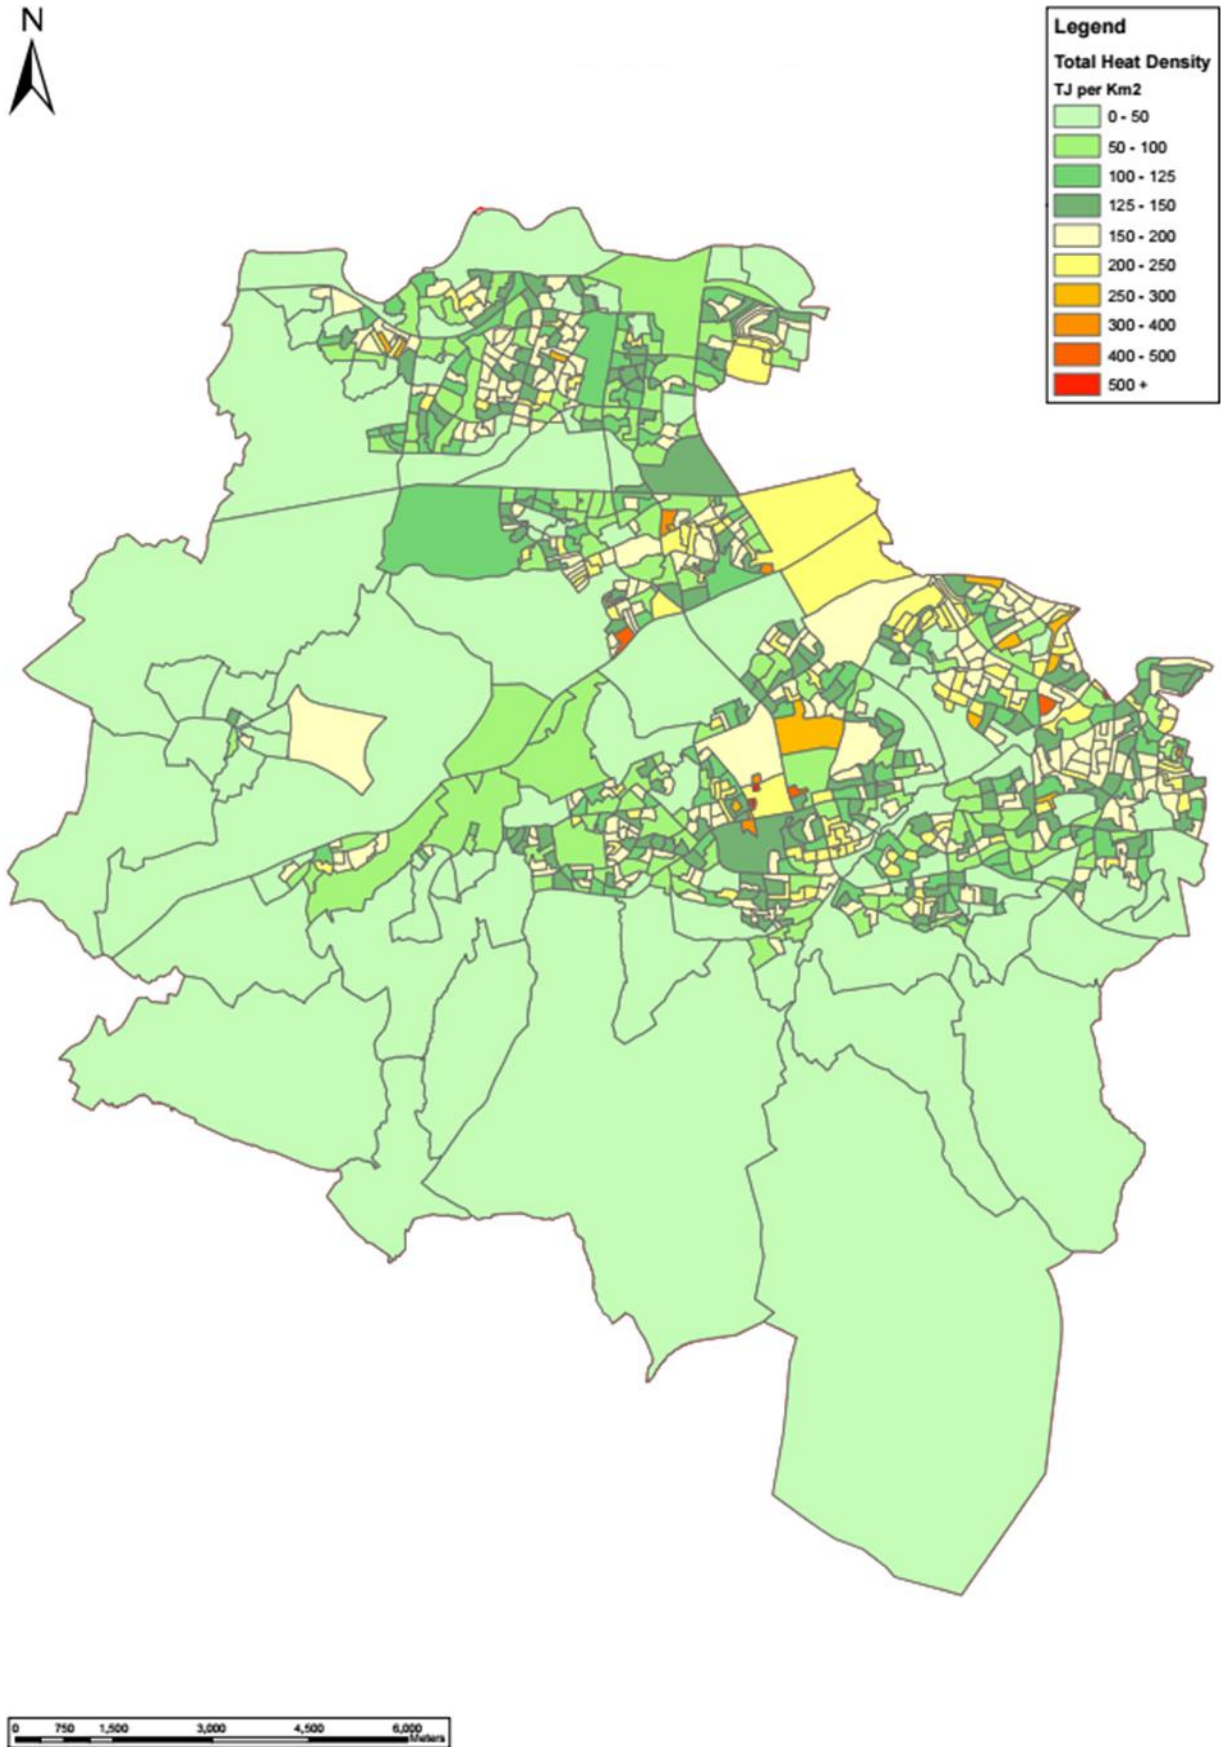 N
Legend
Total Heat Density
TJ per Km2
0 - 50
50 - 100
100 - 125
125 - 150
150 - 200
200 - 250
250 - 300
300 - 400
400 - 500
500 +
0 750 1,500 3,000 4,500 6,000
Meters